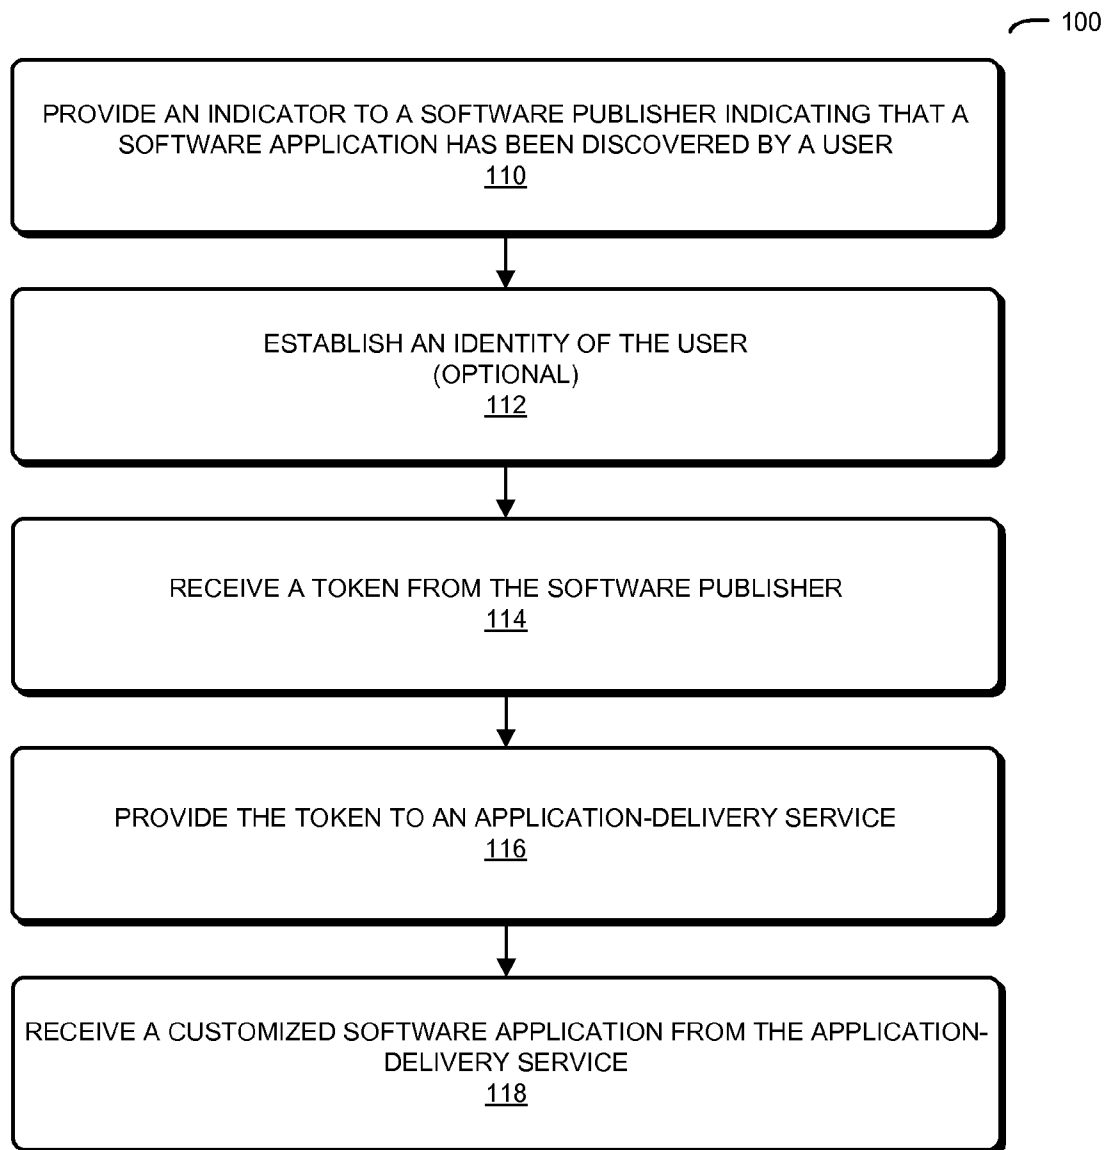 100
PROVIDE AN INDICATOR TO A SOFTWARE PUBLISHER INDICATING THAT A
SOFTWARE APPLICATION HAS BEEN DISCOVERED BY A USER
110
ESTABLISH AN IDENTITY OF THE USER
(OPTIONAL)
112
RECEIVE A TOKEN FROM THE SOFTWARE PUBLISHER
114
PROVIDE THE TOKEN TO AN APPLICATION-DELIVERY SERVICE
116
RECEIVE A CUSTOMIZED SOFTWARE APPLICATION FROM THE APPLICATION-
DELIVERY SERVICE
118